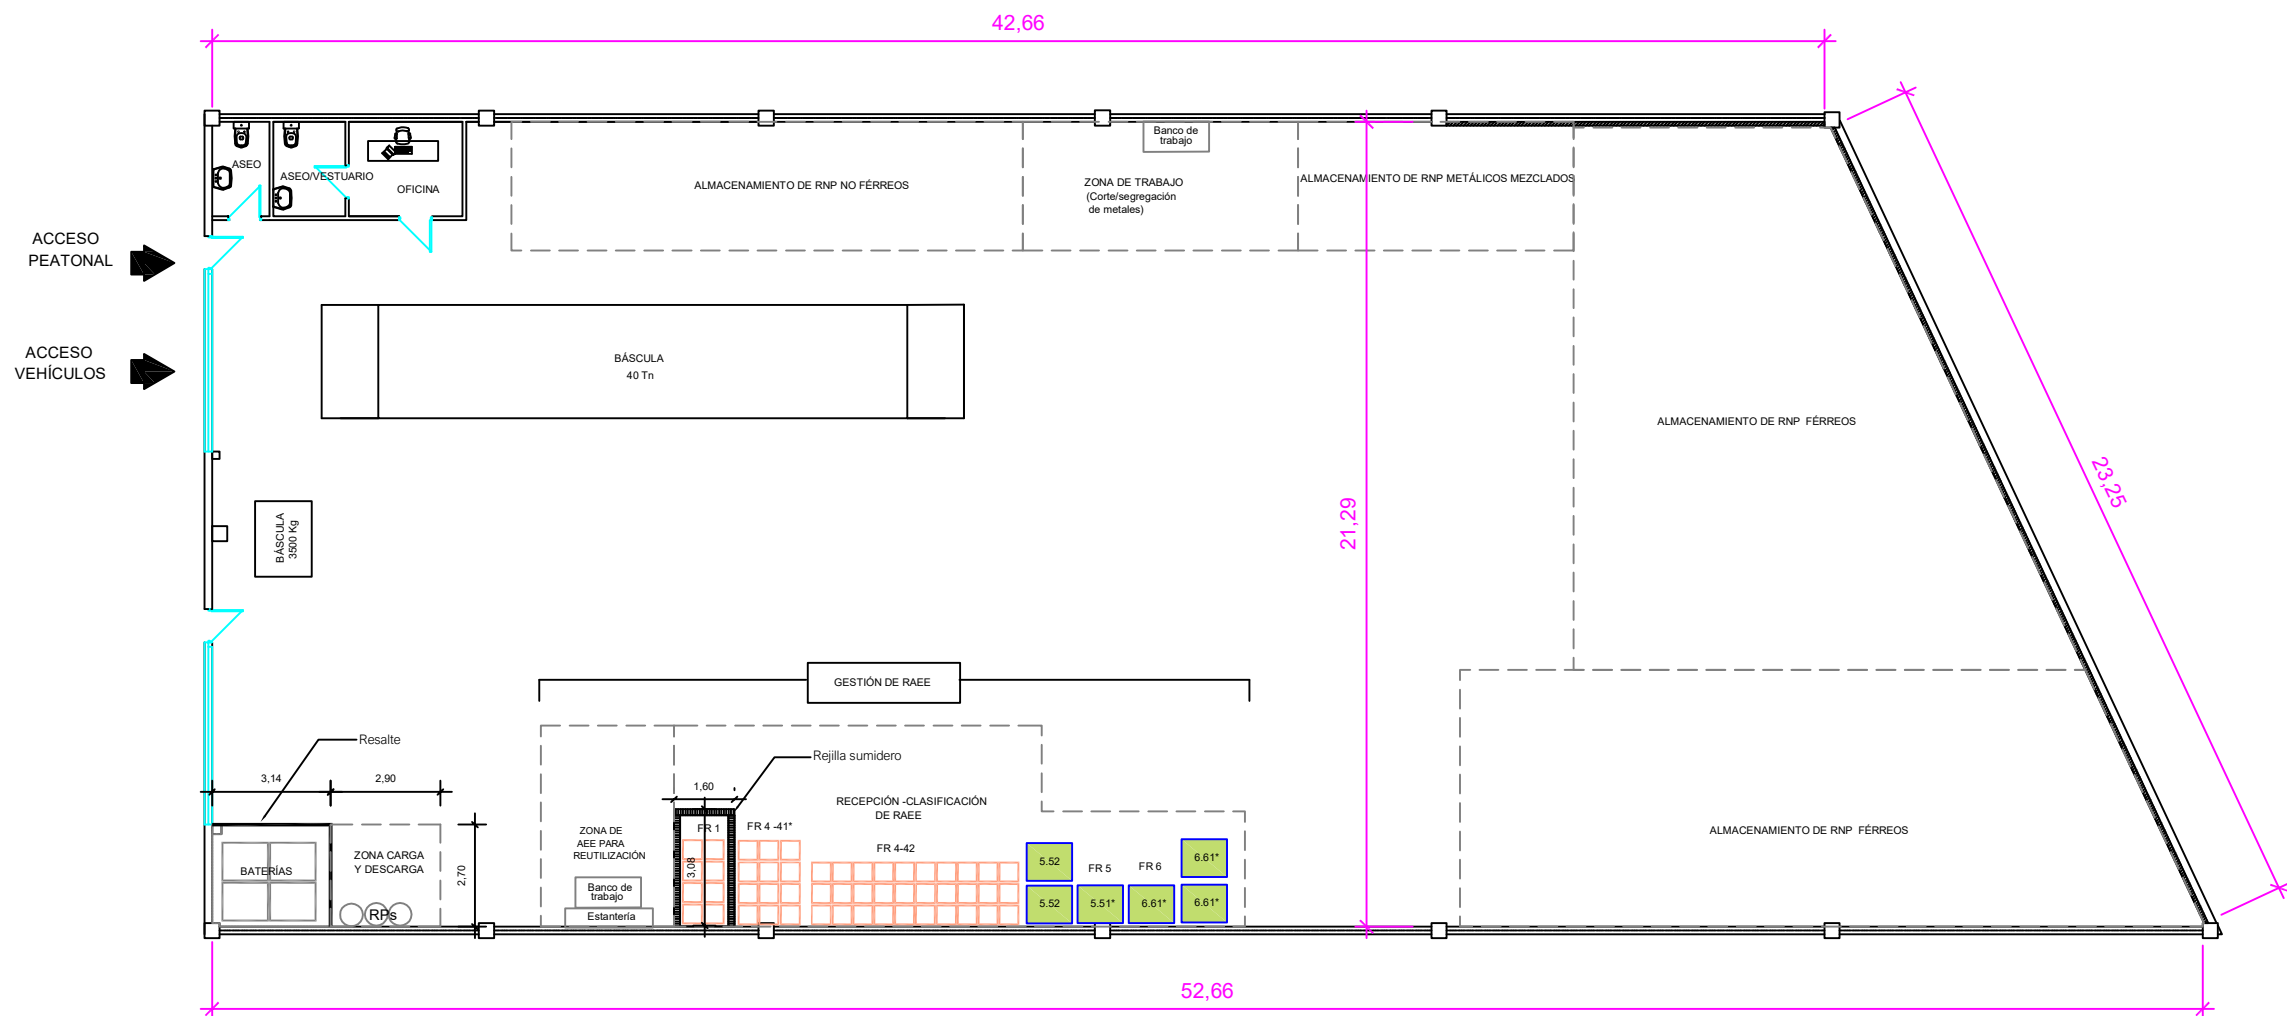 42,66
ASEO
ASEO/VESTUARIO
OFICINA
ALMACENAMIENTO DE RNP NO FÉRREOS
Banco de
trabajo
ZONA DE TRABAJO
(Corte/segregación
de metales)
ALMACENAMIENTO DE RNP METÁLICOS MEZCLADOS
ACCESO
PEATONAL
ACCESO
VEHÍCULOS
BÁSCULA
40 Tn
ALMACENAMIENTO DE RNP FÉRREOS
23,25
21,29
BÁSCULA
3500 Kg
GESTIÓN DE RAEE
Resalte
Rejilla sumidero
3,14
2,90
1,60
RECEPCIÓN -CLASIFICACIÓN
DE RAEE
ZONA DE
AEE PARA
REUTILIZACIÓN
FR 1
FR 4 -41*
FR 4-42
ALMACENAMIENTO DE RNP FÉRREOS
ZONA CARGA
Y DESCARGA
BATERÍAS
2,70
3,08
5.52
FR 5
FR 6
6.61*
Banco de
trabajo
Estantería
RPs
5.52
5.51*
6.61*
6.61*
52,66